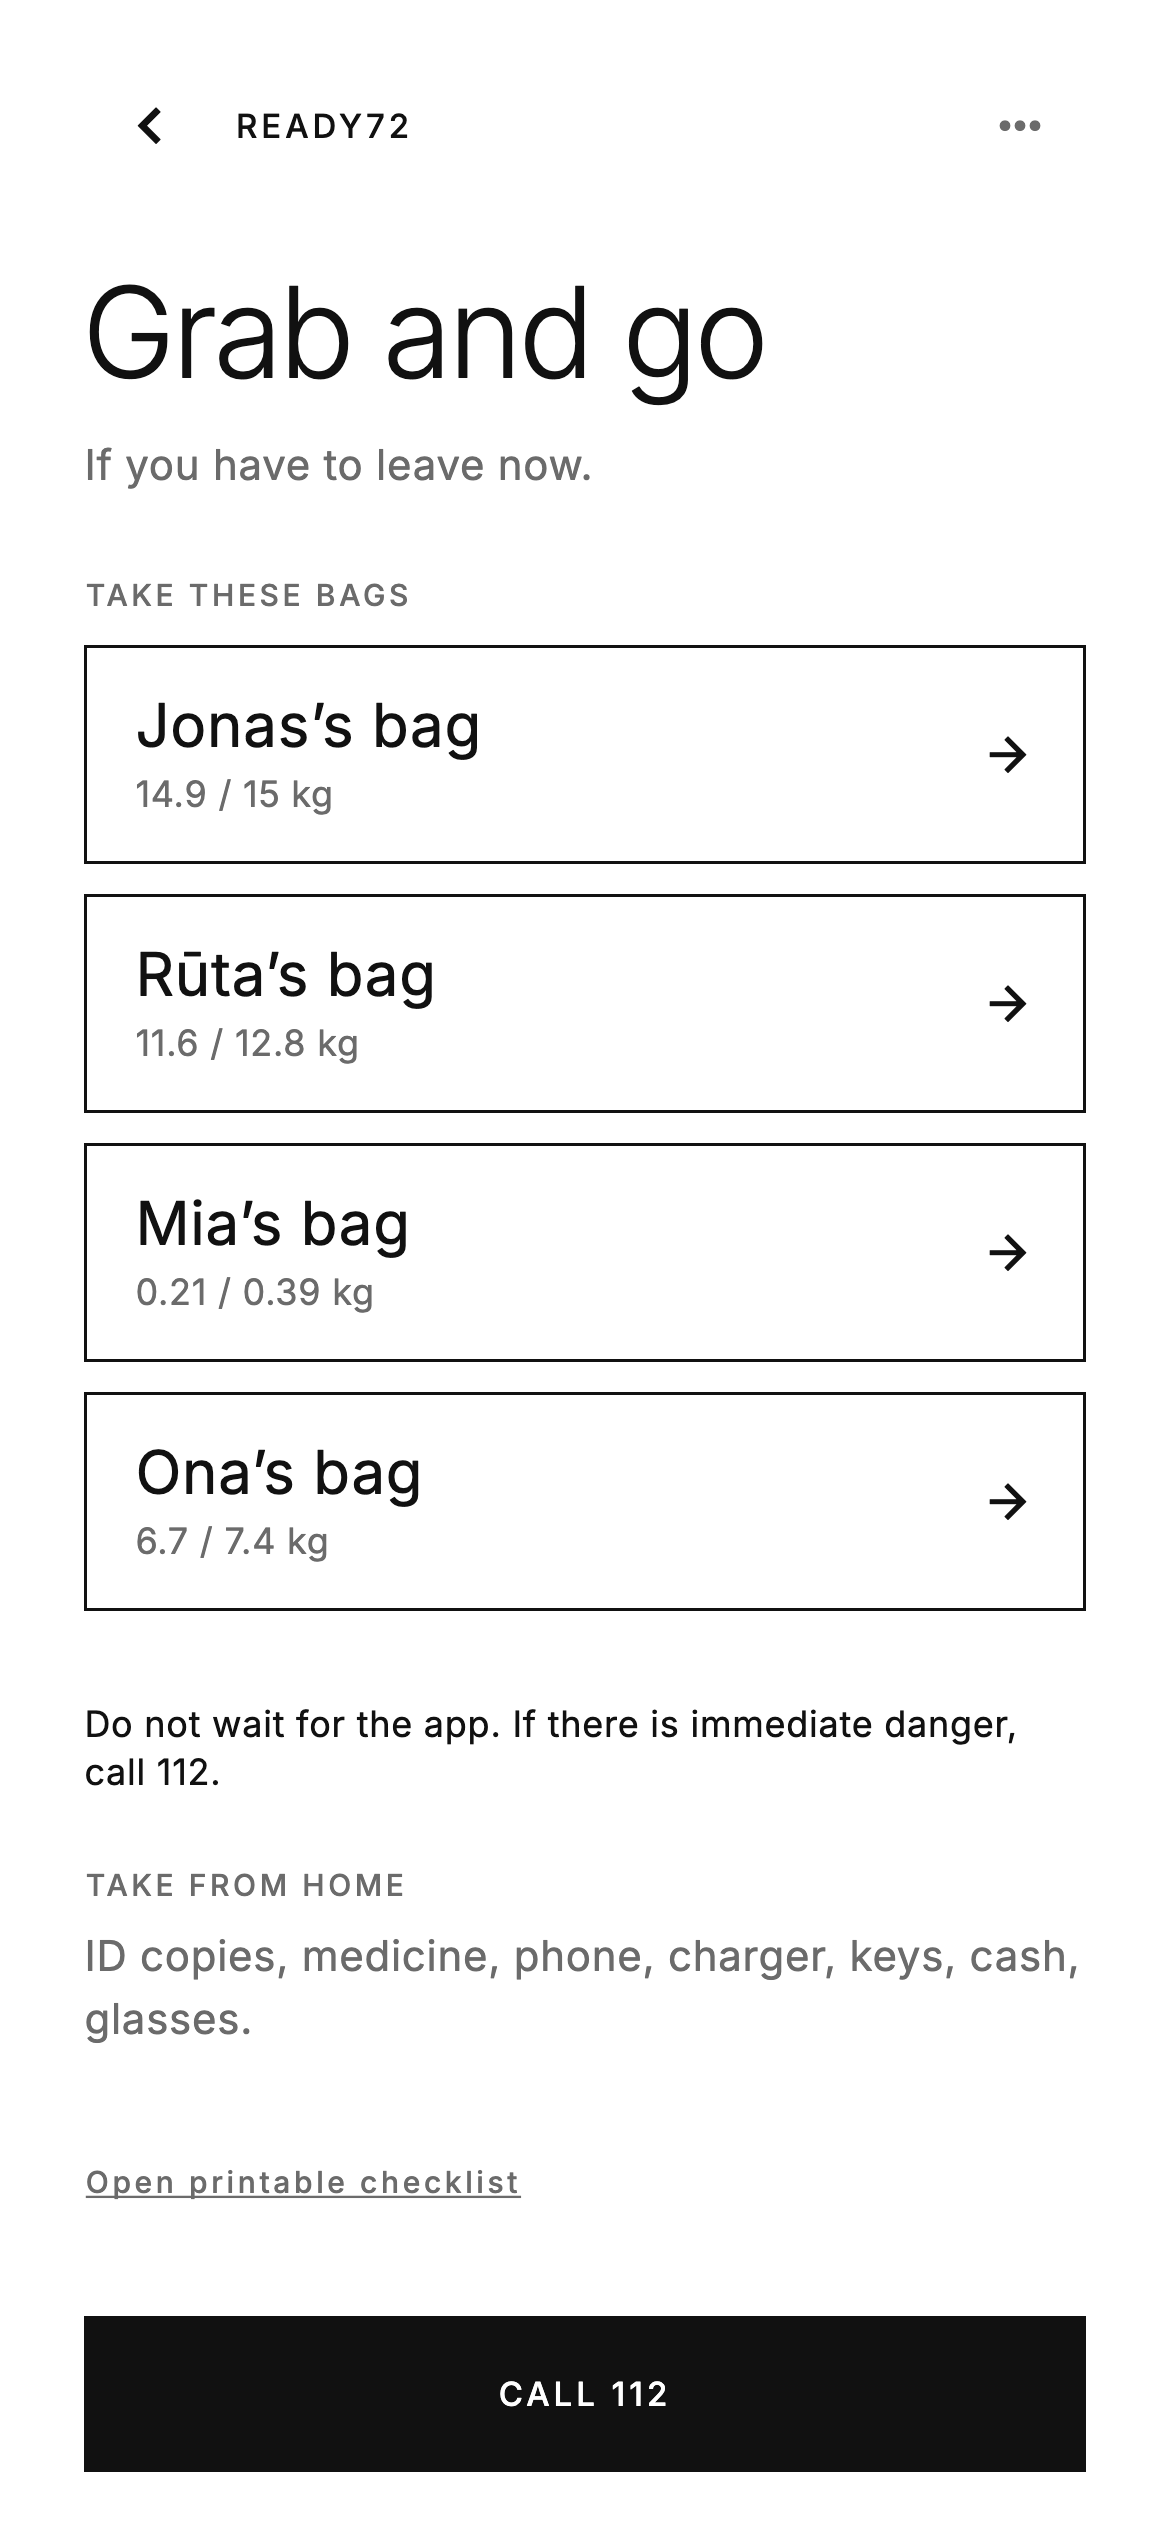 READY72
Grab and go
If you have to leave now.
TAKE THESE BAGS
Jonas’s bag
14.9 / 15 kg
Rūta’s bag
11.6 / 12.8 kg
Mia’s bag
0.21 / 0.39 kg
Ona’s bag
6.7 / 7.4 kg
Do not wait for the app. If there is immediate danger,
call 112.
TAKE FROM HOME
ID copies, medicine, phone, charger, keys, cash,
glasses.
Open printable checklist
CALL 112